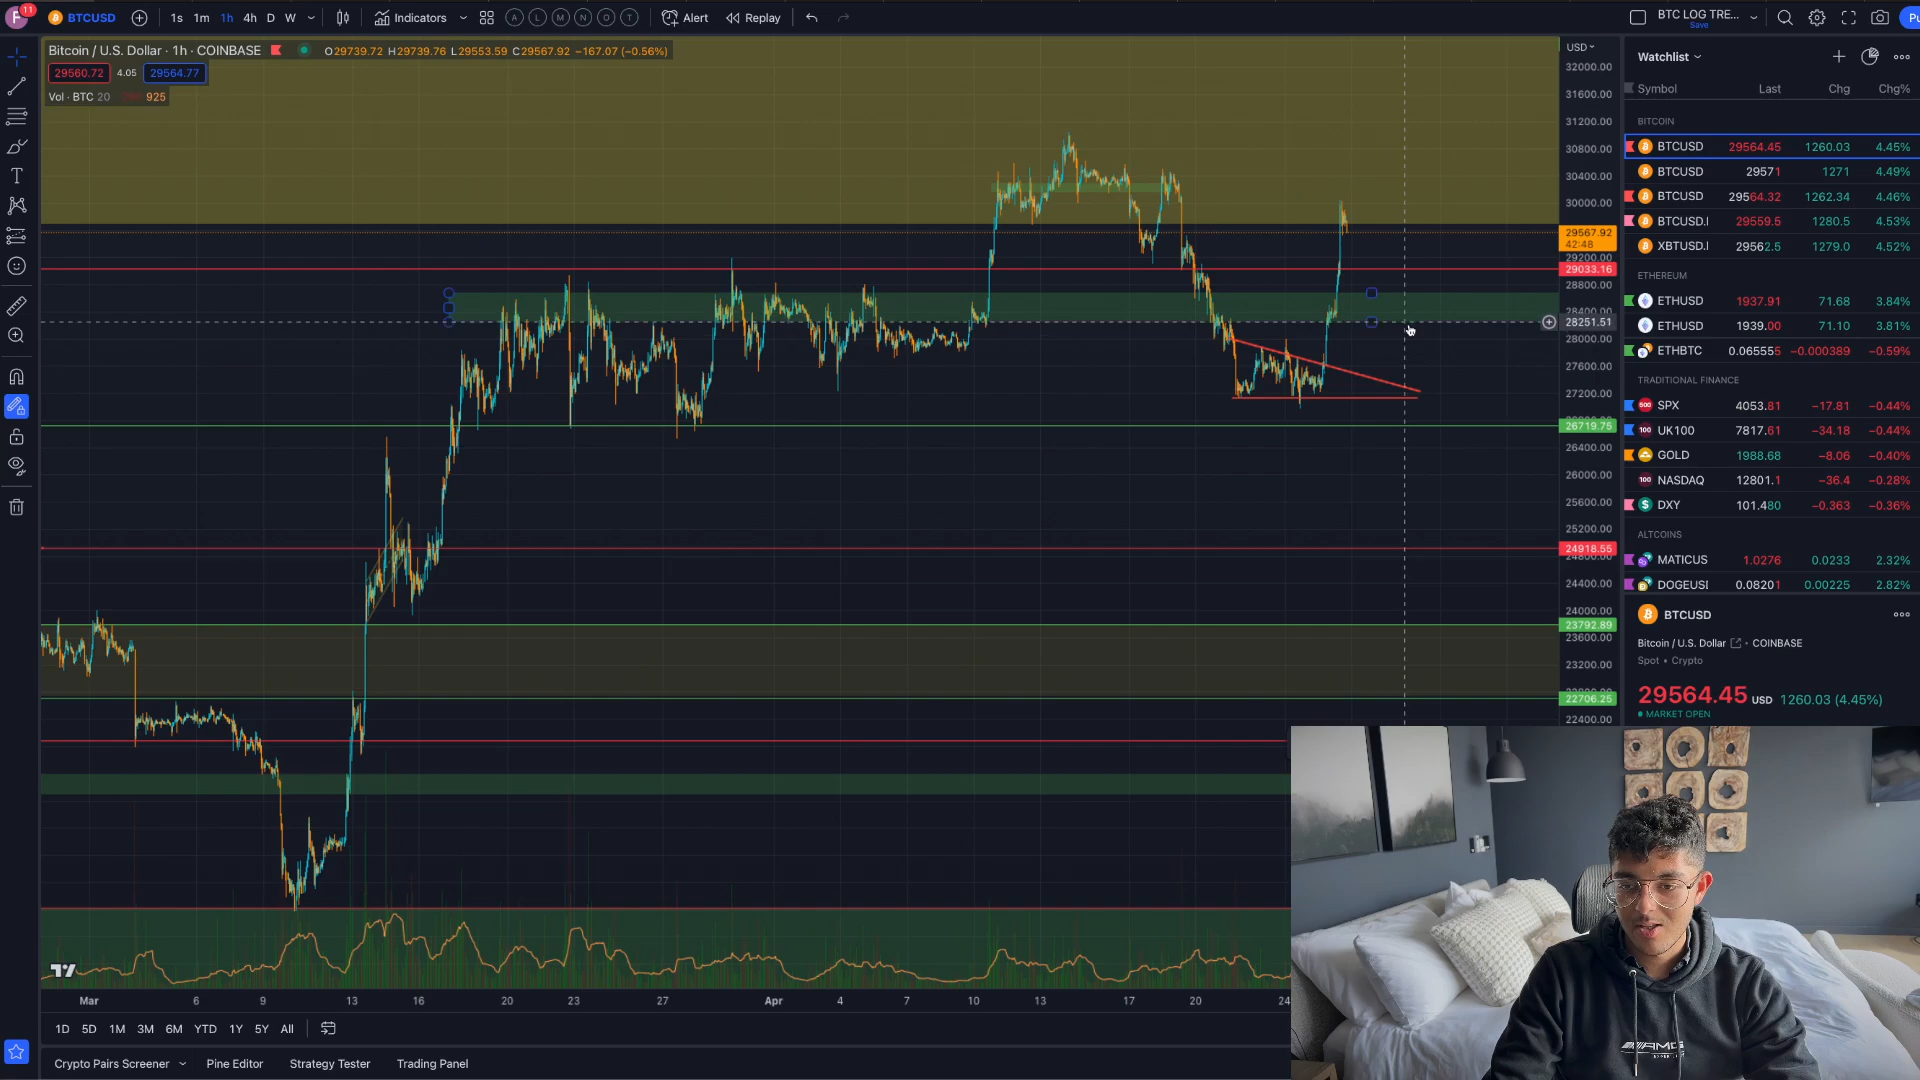 F 11 BTCUSD 1s 1m 1h 4h D W Indicators A L M N O T Alert Replay BTC LOG TRE... Save Pu
Bitcoin / U.S. Dollar · 1h · COINBASE O29739.72 H29739.76 L29553.59 C29567.92 −167.07 (−0.56%)
29560.72 4.05 29564.77
Vol · BTC 20 925
USD
32000.00
31600.00
31200.00
30800.00
30400.00
30000.00
29567.92
42:48
29200.00
29033.16
28800.00
28400.00
28251.51
28000.00
27600.00
27200.00
26719.75
26400.00
26000.00
25600.00
25200.00
24918.55
24800.00
24400.00
24000.00
23792.89
23600.00
23200.00
22706.25
22400.00
Mar 6 9 13 16 20 23 27 Apr 4 7 10 13 17 20 24
1D 5D 1M 3M 6M YTD 1Y 5Y All
Crypto Pairs Screener Pine Editor Strategy Tester Trading Panel
Watchlist
Symbol Last Chg Chg%
BITCOIN
BTCUSD 29564.45 1260.03 4.45%
BTCUSD 29571 1271 4.49%
BTCUSD 29564.32 1262.34 4.46%
BTCUSD.I 29559.5 1280.5 4.53%
XBTUSD.I 29562.5 1279.0 4.52%
ETHEREUM
ETHUSD 1937.91 71.68 3.84%
ETHUSD 1939.00 71.10 3.81%
ETHBTC 0.065555 −0.000389 −0.59%
TRADITIONAL FINANCE
500 SPX 4053.81 −17.81 −0.44%
100 UK100 7817.61 −34.18 −0.44%
GOLD 1988.68 −8.06 −0.40%
100 NASDAQ 12801.1 −36.4 −0.28%
$ DXY 101.480 −0.363 −0.36%
ALTCOINS
MATICUS 1.0276 0.0233 2.32%
DOGEUSI 0.08201 0.00225 2.82%
BTCUSD
Bitcoin / U.S. Dollar · COINBASE
Spot • Crypto
29564.45 USD 1260.03 (4.45%)
MARKET OPEN
AMG